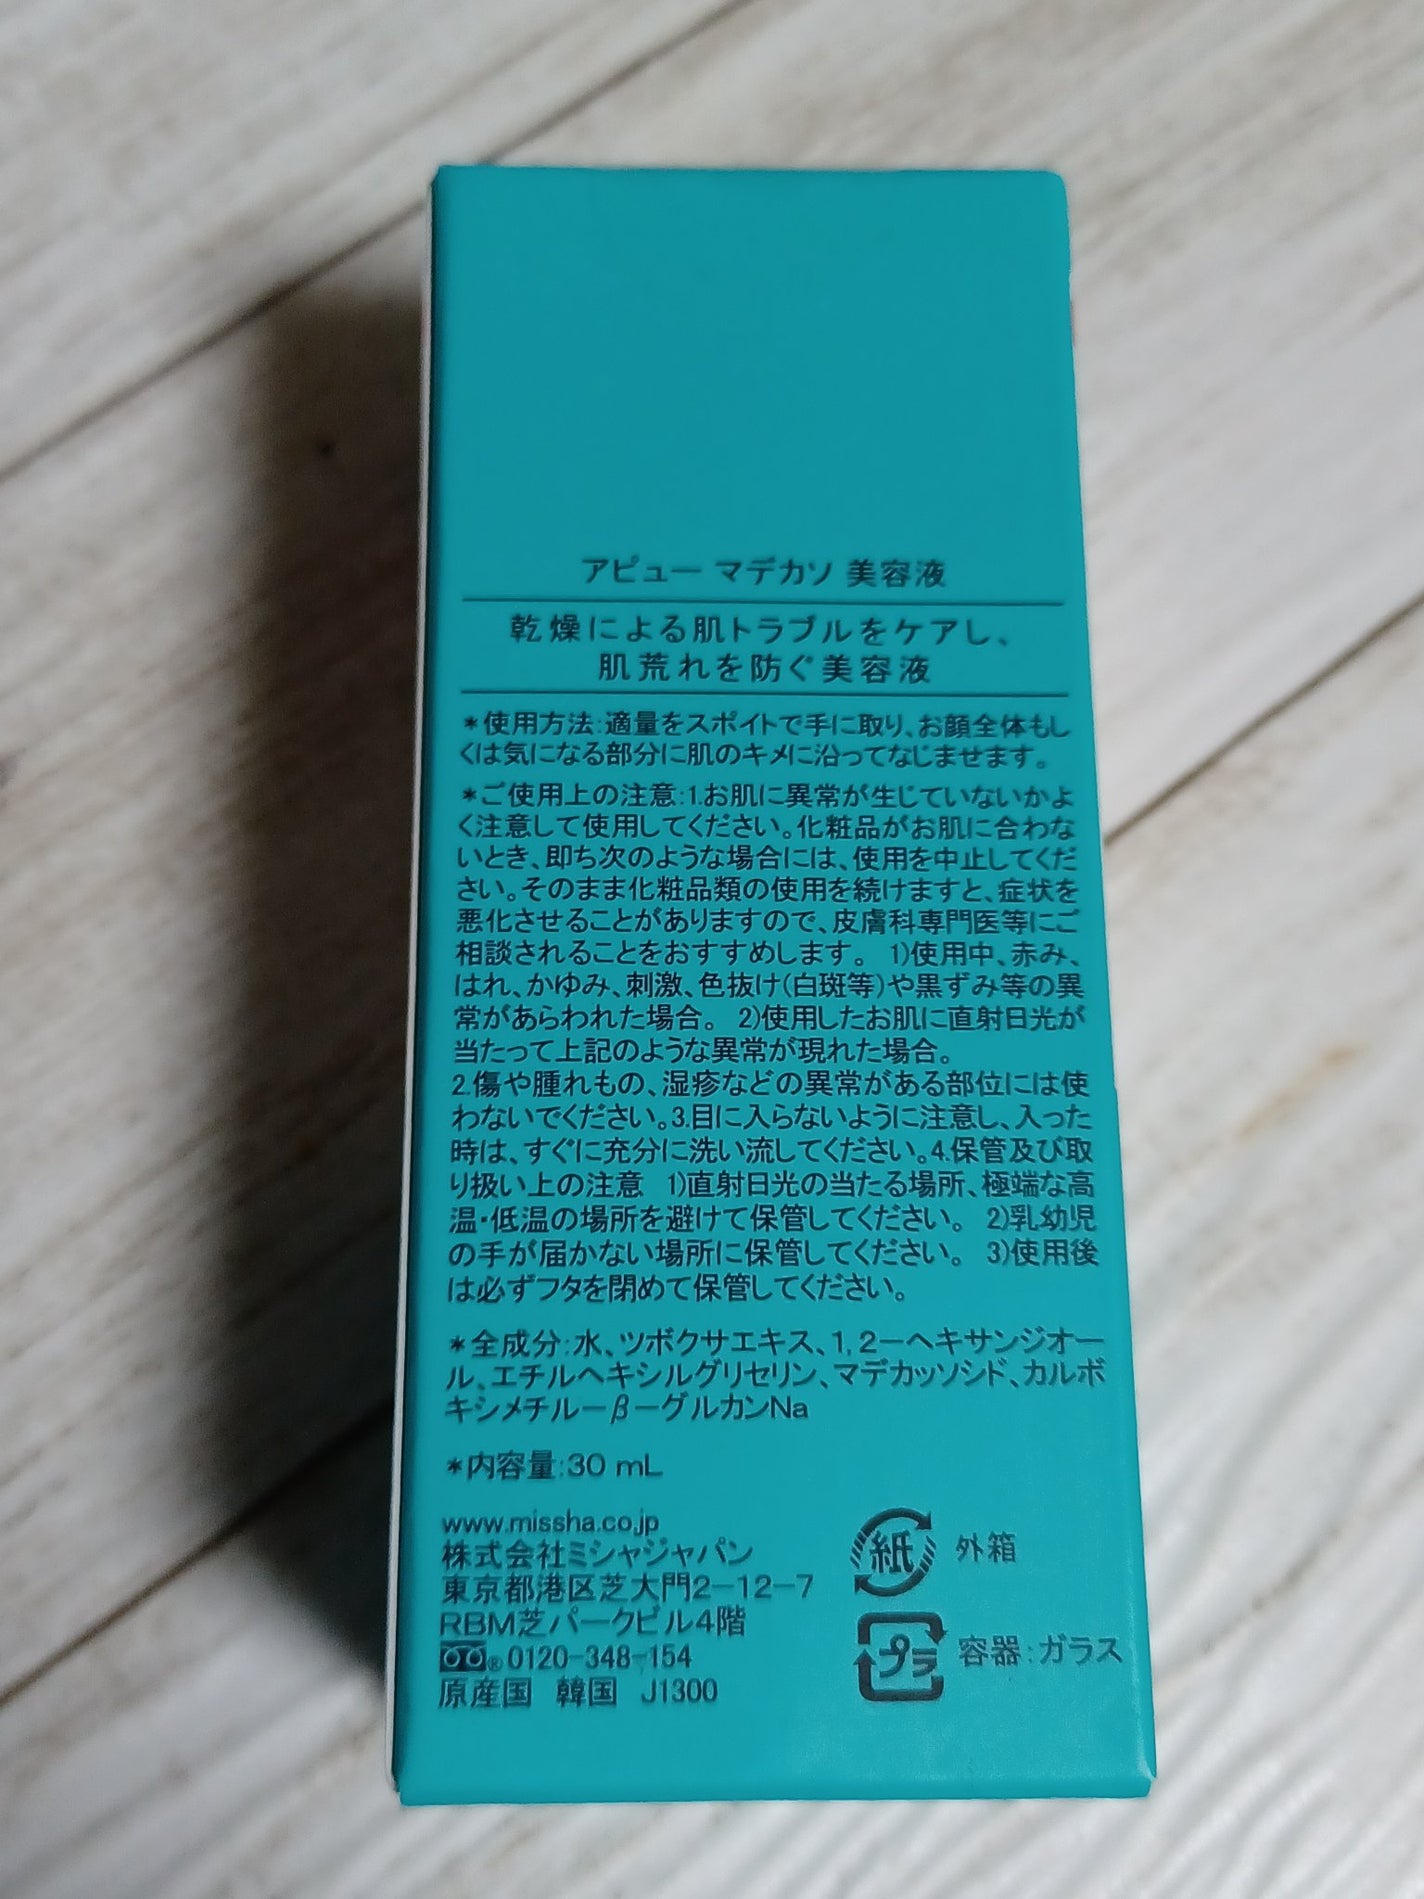 アピュー マデカソ 美容液
乾燥による肌トラブルをケアし、
肌荒れを防ぐ美容液
*使用方法:適量をスポイトで手に取り、お顔全体もし
くは気になる部分に肌のキメに沿ってなじませます。
*ご使用上の注意:1.お肌に異常が生じていないかよ
く注意して使用してください。化粧品がお肌に合わな
いとき、即ち次のような場合には、使用を中止してくだ
さい。そのまま化粧品類の使用を続けますと、症状を
悪化させることがありますので、皮膚科専門医等にご
相談されることをおすすめします。 1)使用中、赤み、
はれ、かゆみ、刺激、色抜け(白斑等)や黒ずみ等の異
常があらわれた場合。 2)使用したお肌に直射日光が
当たって上記のような異常が現れた場合。
2.傷や腫れもの、湿疹などの異常がある部位には使
わないでください。3.目に入らないように注意し、入った
時は、すぐに充分に洗い流してください。4.保管及び取
り扱い上の注意 1)直射日光の当たる場所、極端な高
温・低温の場所を避けて保管してください。 2)乳幼児
の手が届かない場所に保管してください。 3)使用後
は必ずフタを閉めて保管してください。
*全成分:水、ツボクサエキス、1,2-ヘキサンジオー
ル、エチルヘキシルグリセリン、マデカッソシド、カルボ
キシメチル-β-グルカンNa
*内容量:30 mL
www.missha.co.jp
株式会社ミシャジャパン
東京都港区芝大門2-12-7
RBM芝パークビル4階
®0120-348-154
原産国 韓国 J1300
紙 外箱
プラ 容器:ガラス